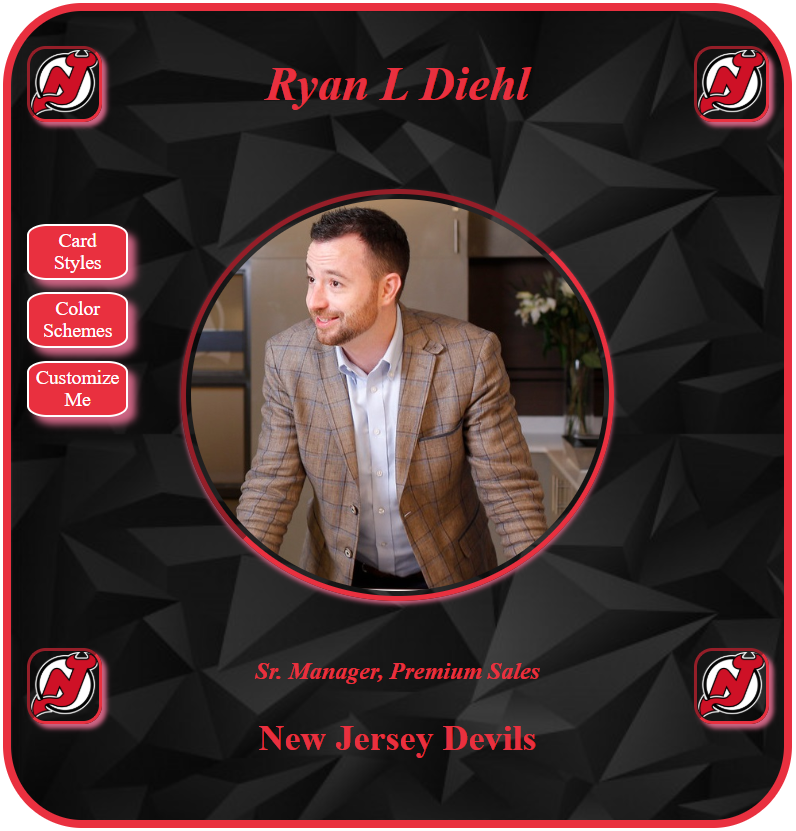 Ryan L Diehl
Card
Styles
Color
Schemes
Customize
Me
Sr. Manager, Premium Sales
New Jersey Devils